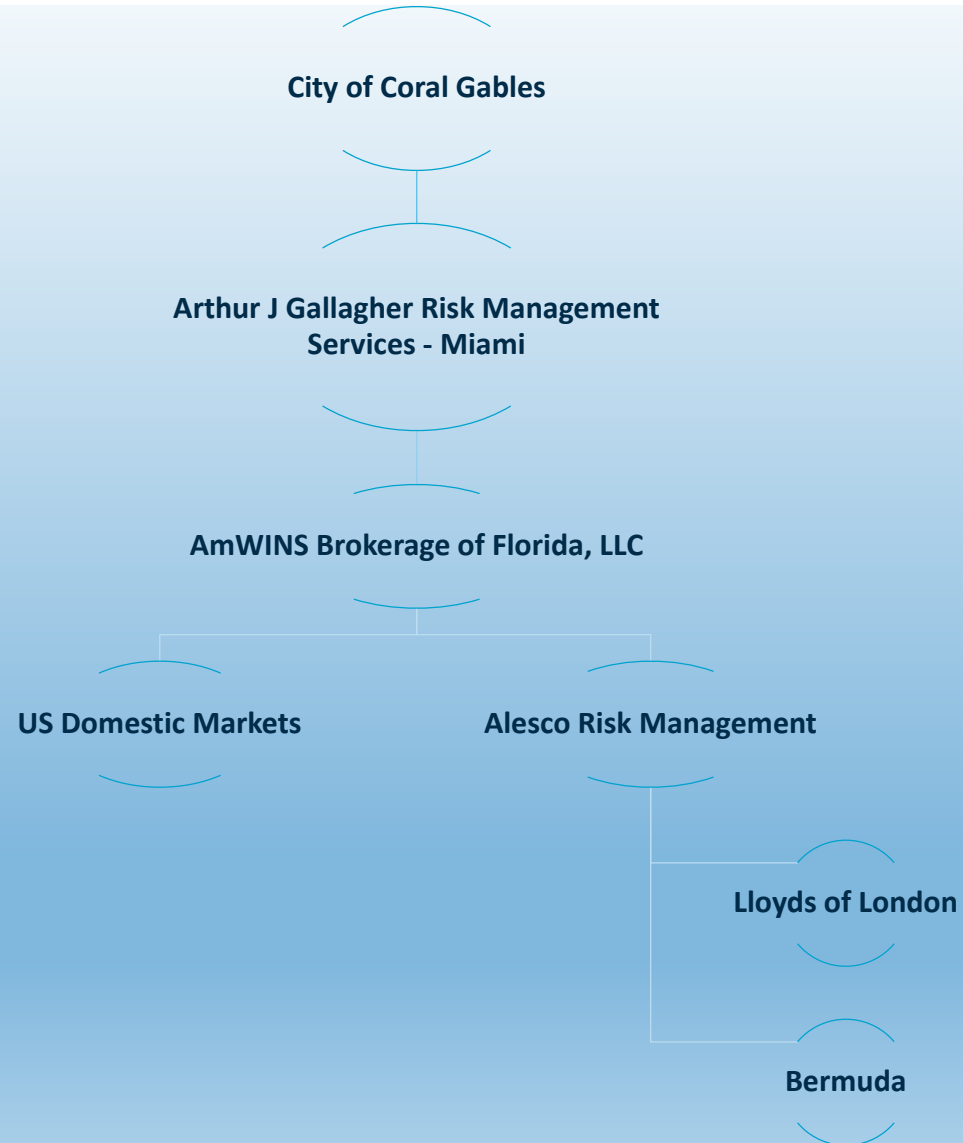 City of Coral Gables
Arthur J Gallagher Risk Management
Services - Miami
AmWINS Brokerage of Florida, LLC
US Domestic Markets
Alesco Risk Management
Lloyds of London
Bermuda